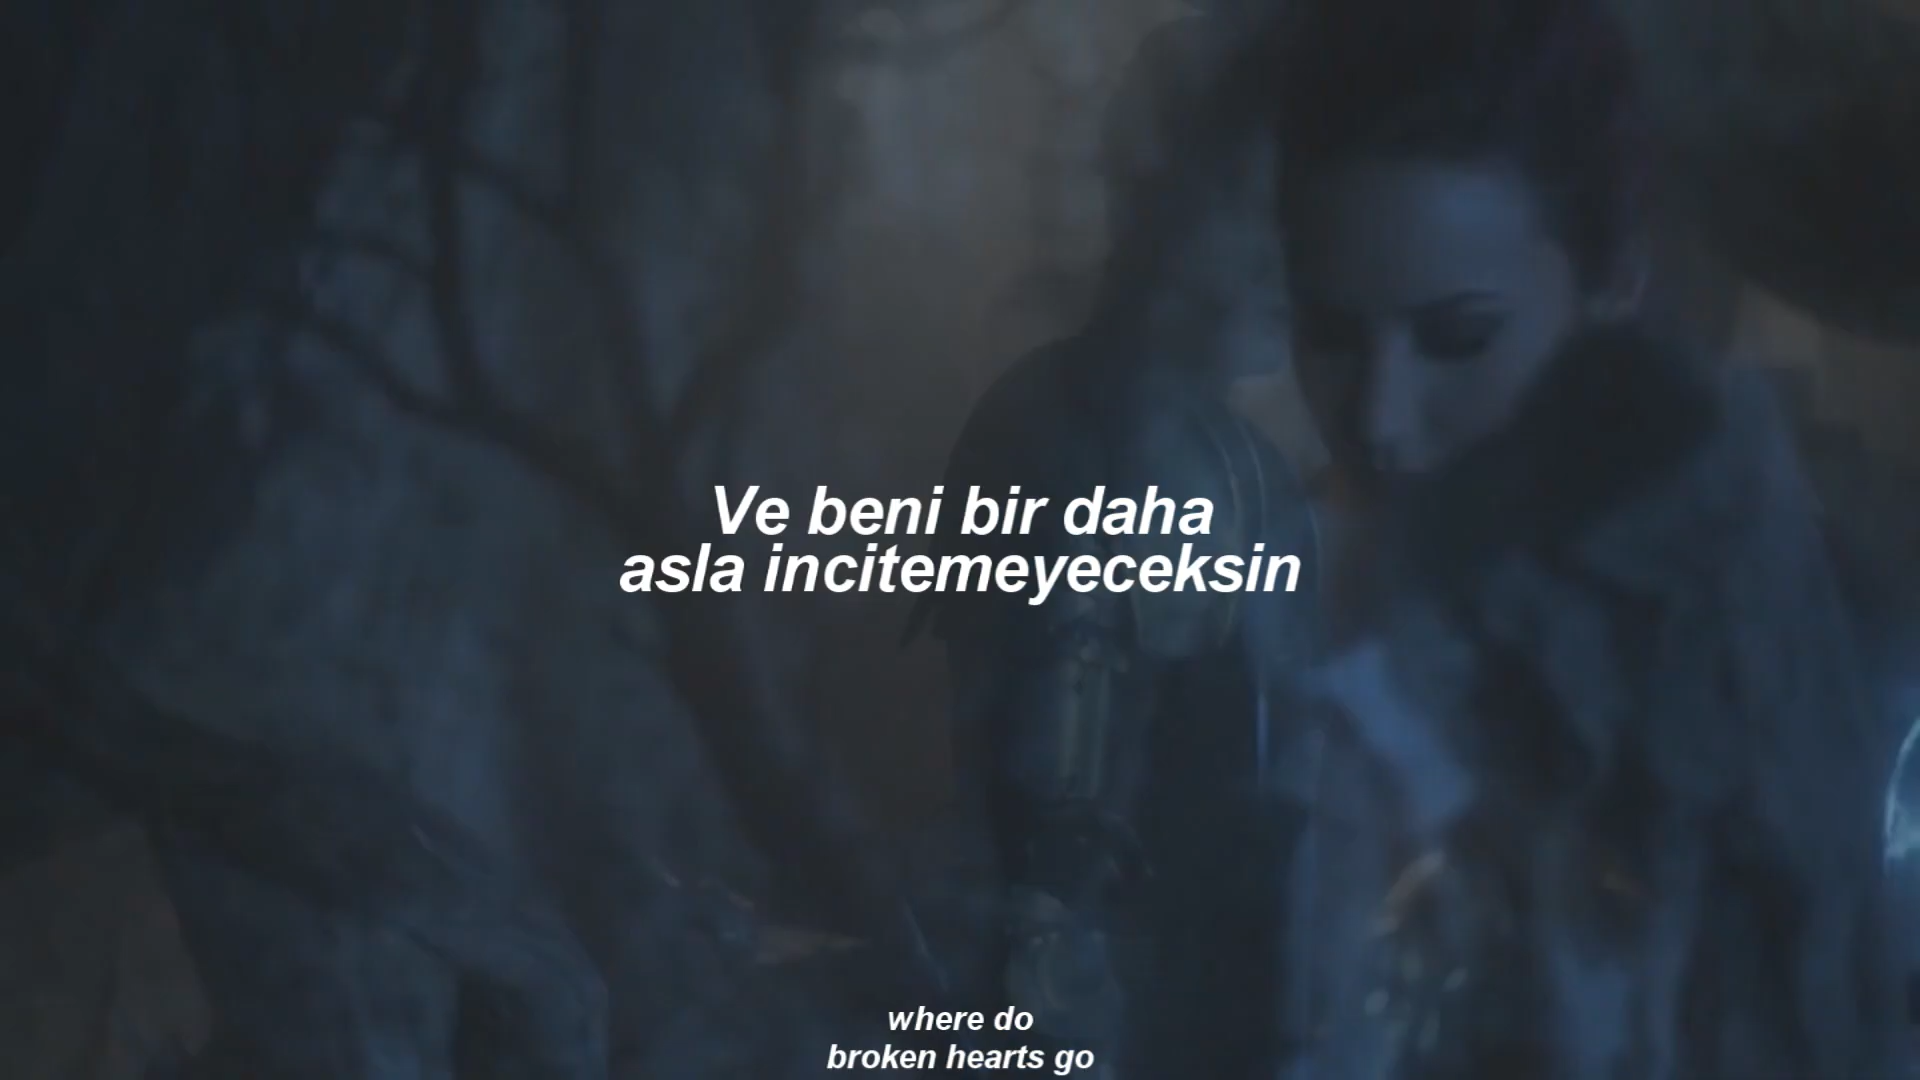 Ve beni bir daha
asla incitemeyeceksin
where do
broken hearts go